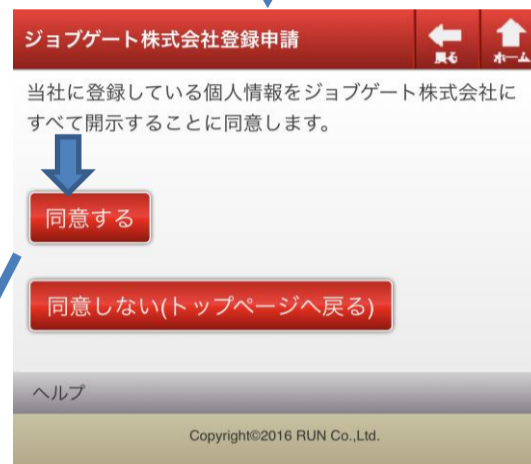 ジョブゲート株式会社登録申請
戻る
ホーム
当社に登録している個人情報をジョブゲート株式会社に
すべて開示することに同意します。
同意する
同意しない(トップページへ戻る)
ヘルプ
Copyright©2016 RUN Co.,Ltd.